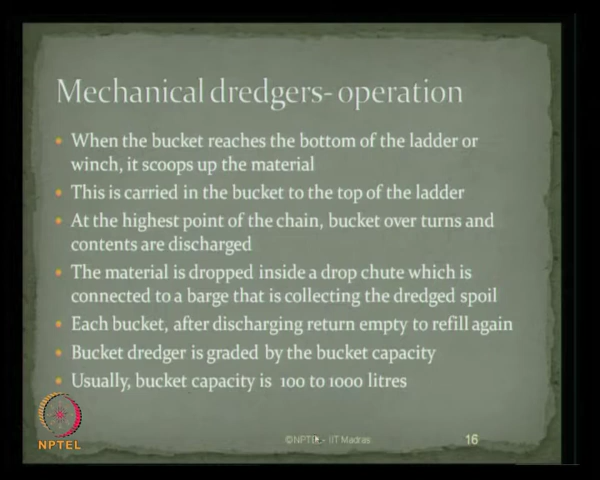 Mechanical dredgers- operation
• When the bucket reaches the bottom of the ladder or
winch, it scoops up the material
• This is carried in the bucket to the top of the ladder
• At the highest point of the chain, bucket over turns and
contents are discharged
• The material is dropped inside a drop chute which is
connected to a barge that is collecting the dredged spoil
• Each bucket, after discharging return empty to refill again
• Bucket dredger is graded by the bucket capacity
• Usually, bucket capacity is 100 to 1000 litres
NPTEL
©NPTEL - IIT Madras
16